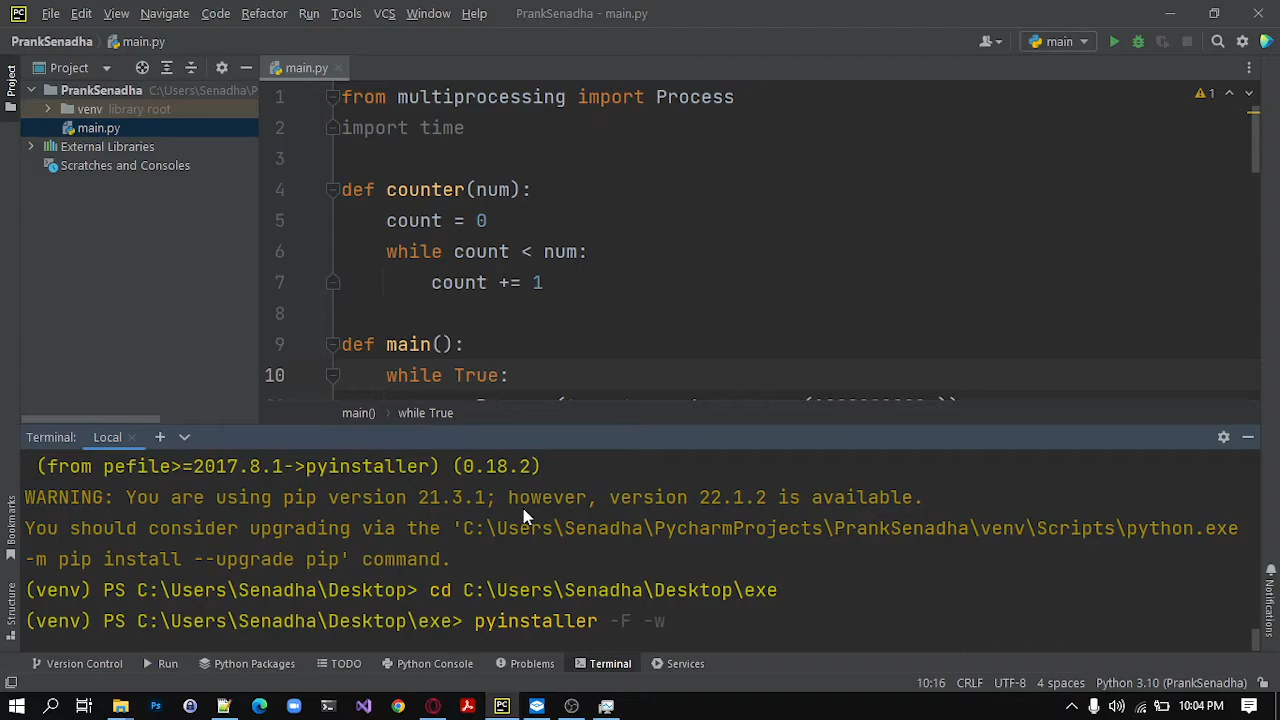 PC File Edit View Navigate Code Refactor Run Tools VCS Window Help PrankSenadha - main.py
PrankSenadha main.py main
Project main.py
PrankSenadha C:\Users\Senadha\P
venv library root
main.py
External Libraries
Scratches and Consoles
1 from multiprocessing import Process
2 import time
3
4 def counter(num):
5 count = 0
6 while count < num:
7 count += 1
8
9 def main():
10 while True:
1
main() › while True
Terminal: Local
(from pefile>=2017.8.1->pyinstaller) (0.18.2)
WARNING: You are using pip version 21.3.1; however, version 22.1.2 is available.
You should consider upgrading via the 'C:\Users\Senadha\PycharmProjects\PrankSenadha\venv\Scripts\python.exe
-m pip install --upgrade pip' command.
(venv) PS C:\Users\Senadha\Desktop> cd C:\Users\Senadha\Desktop\exe
(venv) PS C:\Users\Senadha\Desktop\exe> pyinstaller -F -w
Version Control Run Python Packages TODO Python Console Problems Terminal Services
10:16 CRLF UTF-8 4 spaces Python 3.10 (PrankSenadha)
10:04 PM
Project
Bookmarks
Structure
Notifications